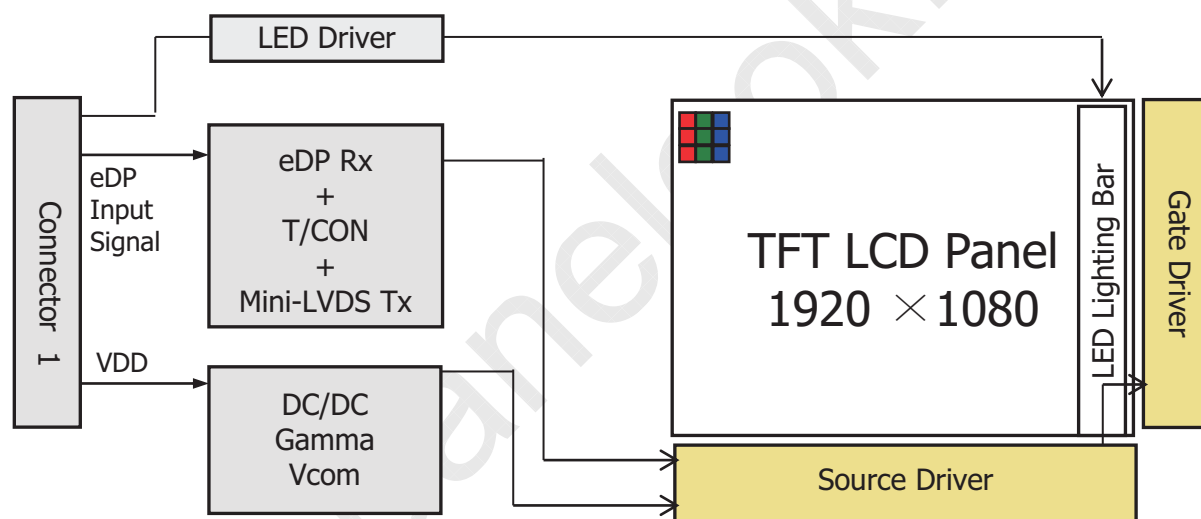 LED Driver
eDP
Input
Signal
Connector 1
eDP Rx
+
T/CON
+
Mini-LVDS Tx
VDD
DC/DC
Gamma
Vcom
TFT LCD Panel
1920 ×1080
LED Lighting Bar
Gate Driver
Source Driver